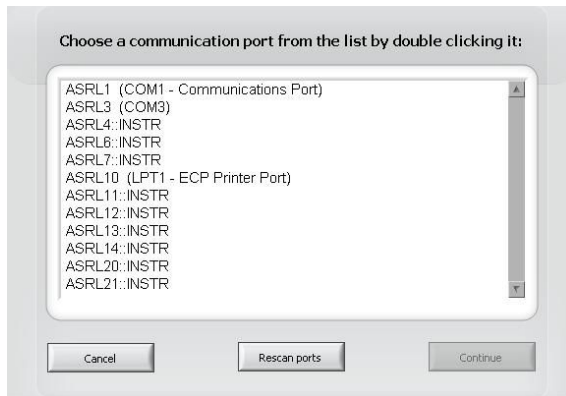 Choose a communication port from the list by double clicking it:
ASRL1 (COM1 - Communications Port)
ASRL3 (COM3)
ASRL4::INSTR
ASRL6::INSTR
ASRL7::INSTR
ASRL10 (LPT1 - ECP Printer Port)
ASRL11::INSTR
ASRL12::INSTR
ASRL13::INSTR
ASRL14::INSTR
ASRL20::INSTR
ASRL21::INSTR
Cancel
Rescan ports
Continue